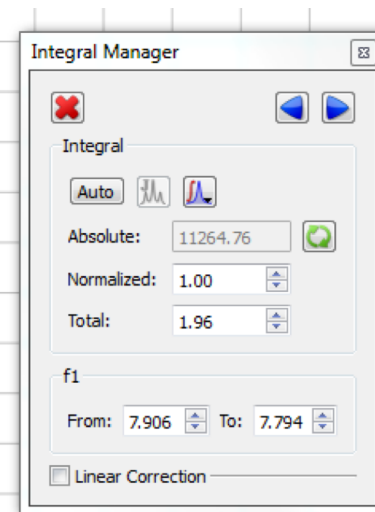 Integral Manager
Integral
Auto
Absolute: 11264.76
Normalized: 1.00
Total: 1.96
f1
From: 7.906 To: 7.794
Linear Correction